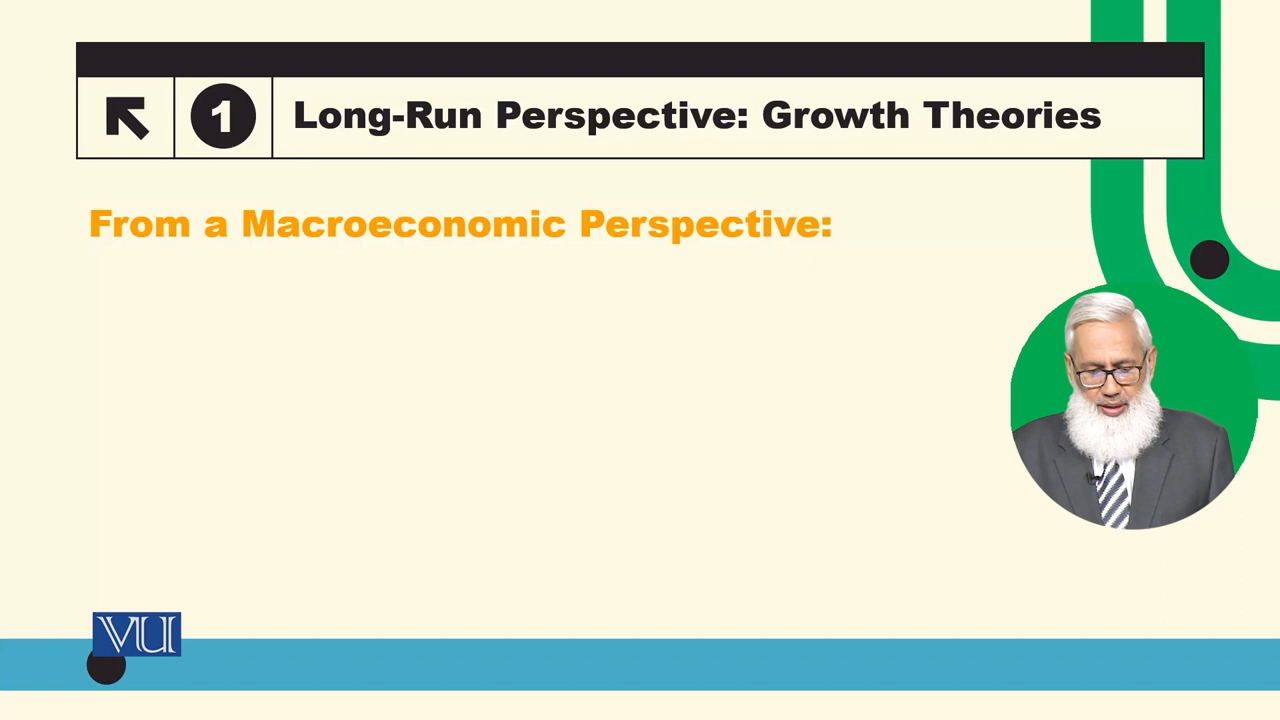 1
Long-Run Perspective: Growth Theories
From a Macroeconomic Perspective:
VU